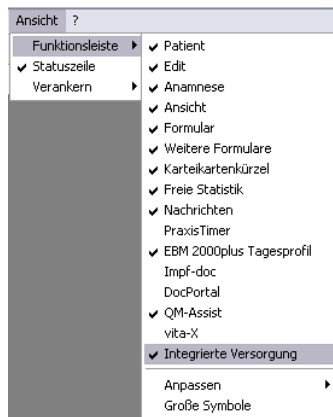 Ansicht ?
Funktionsleiste
Statuszeile
Verankern
Patient
Edit
Anamnese
Ansicht
Formular
Weitere Formulare
Karteikartenkürzel
Freie Statistik
Nachrichten
PraxisTimer
EBM 2000plus Tagesprofil
Impf-doc
DocPortal
QM-Assist
vita-X
Integrierte Versorgung
Anpassen
Große Symbole